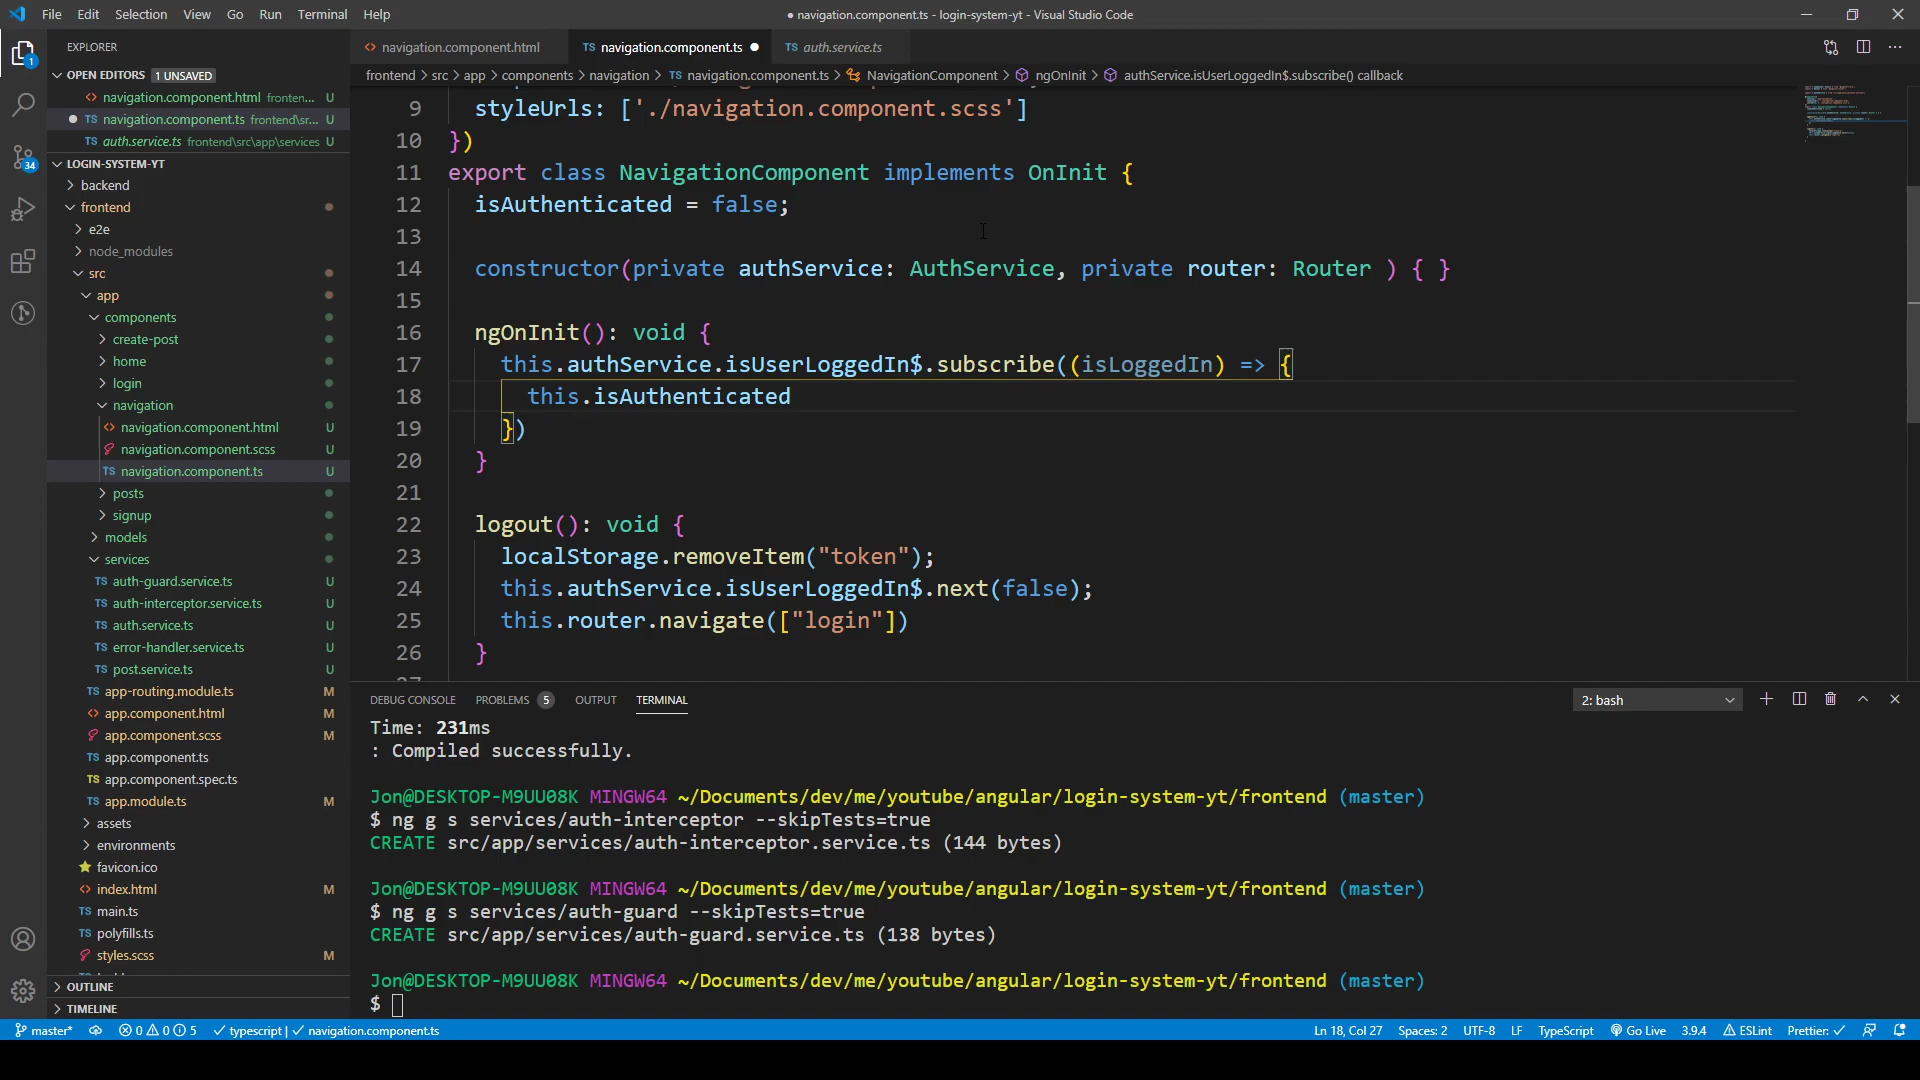 File Edit Selection View Go Run Terminal Help
● navigation.component.ts - login-system-yt - Visual Studio Code
EXPLORER
OPEN EDITORS 1 UNSAVED
navigation.component.html fronten... U
navigation.component.ts frontend\sr... U
TS auth.service.ts frontend\src\app\services U
LOGIN-SYSTEM-YT
backend
frontend
e2e
node_modules
src
app
components
create-post
home
login
navigation
navigation.component.html U
navigation.component.scss U
TS navigation.component.ts U
posts
signup
models
services
TS auth-guard.service.ts U
TS auth-interceptor.service.ts U
TS auth.service.ts U
TS error-handler.service.ts U
TS post.service.ts U
TS app-routing.module.ts M
app.component.html M
app.component.scss M
TS app.component.ts
TS app.component.spec.ts
TS app.module.ts M
assets
environments
favicon.ico
index.html M
TS main.ts
TS polyfills.ts
styles.scss M
OUTLINE
TIMELINE
1
34
navigation.component.html TS navigation.component.ts ● TS auth.service.ts
frontend > src > app > components > navigation > TS navigation.component.ts > NavigationComponent > ngOnInit > authService.isUserLoggedIn$.subscribe() callback
9 styleUrls: ['./navigation.component.scss']
10 })
11 export class NavigationComponent implements OnInit {
12 isAuthenticated = false;
13
14 constructor(private authService: AuthService, private router: Router ) { }
15
16 ngOnInit(): void {
17 this.authService.isUserLoggedIn$.subscribe((isLoggedIn) => {
18 this.isAuthenticated
19 })
20 }
21
22 logout(): void {
23 localStorage.removeItem("token");
24 this.authService.isUserLoggedIn$.next(false);
25 this.router.navigate(["login"])
26 }
DEBUG CONSOLE PROBLEMS 5 OUTPUT TERMINAL 2: bash
Time: 231ms
: Compiled successfully.
Jon@DESKTOP-M9UU08K MINGW64 ~/Documents/dev/me/youtube/angular/login-system-yt/frontend (master)
$ ng g s services/auth-interceptor --skipTests=true
CREATE src/app/services/auth-interceptor.service.ts (144 bytes)
Jon@DESKTOP-M9UU08K MINGW64 ~/Documents/dev/me/youtube/angular/login-system-yt/frontend (master)
$ ng g s services/auth-guard --skipTests=true
CREATE src/app/services/auth-guard.service.ts (138 bytes)
Jon@DESKTOP-M9UU08K MINGW64 ~/Documents/dev/me/youtube/angular/login-system-yt/frontend (master)
$
master* 0 0 5 typescript | navigation.component.ts Ln 18, Col 27 Spaces: 2 UTF-8 LF TypeScript Go Live 3.9.4 ESLint Prettier: ✓